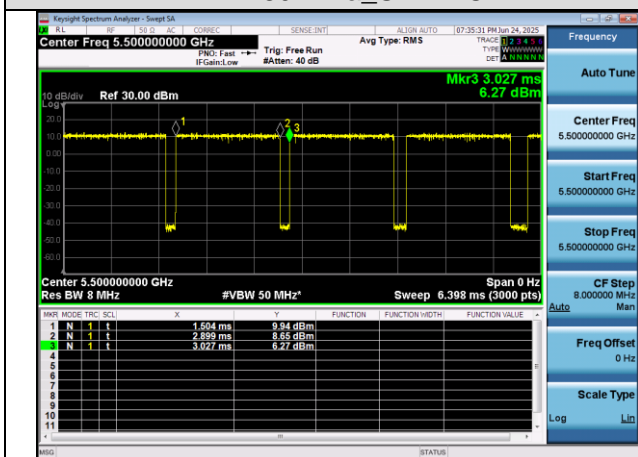 Keysight Spectrum Analyzer - Swept SA
RL RF 50 Ω AC CORREC SENSE:INT ALIGN AUTO 07:35:31 PM Jun 24, 2025
Center Freq 5.500000000 GHz
PNO: Fast
IFGain:Low
Trig: Free Run
#Atten: 40 dB
Avg Type: RMS
TRACE 1 2 3 4 5 6
TYPE WWWWWW
DET A N N N N N
Mkr3 3.027 ms
6.27 dBm
10 dB/div Ref 30.00 dBm
Log
20.0
10.0
0.00
-10.0
-20.0
-30.0
-40.0
-50.0
-60.0
1
2
3
Center 5.500000000 GHz Span 0 Hz
Res BW 8 MHz #VBW 50 MHz* Sweep 6.398 ms (3000 pts)
MKR MODE TRC SCL X Y FUNCTION FUNCTION WIDTH FUNCTION VALUE
1 N 1 t 1.504 ms 9.94 dBm
2 N 1 t 2.899 ms 8.65 dBm
3 N 1 t 3.027 ms 6.27 dBm
4
5
6
7
8
9
10
11
MSG STATUS
Frequency
Auto Tune
Center Freq
5.500000000 GHz
Start Freq
5.500000000 GHz
Stop Freq
5.500000000 GHz
CF Step
8.000000 MHz
Auto Man
Freq Offset
0 Hz
Scale Type
Log Lin